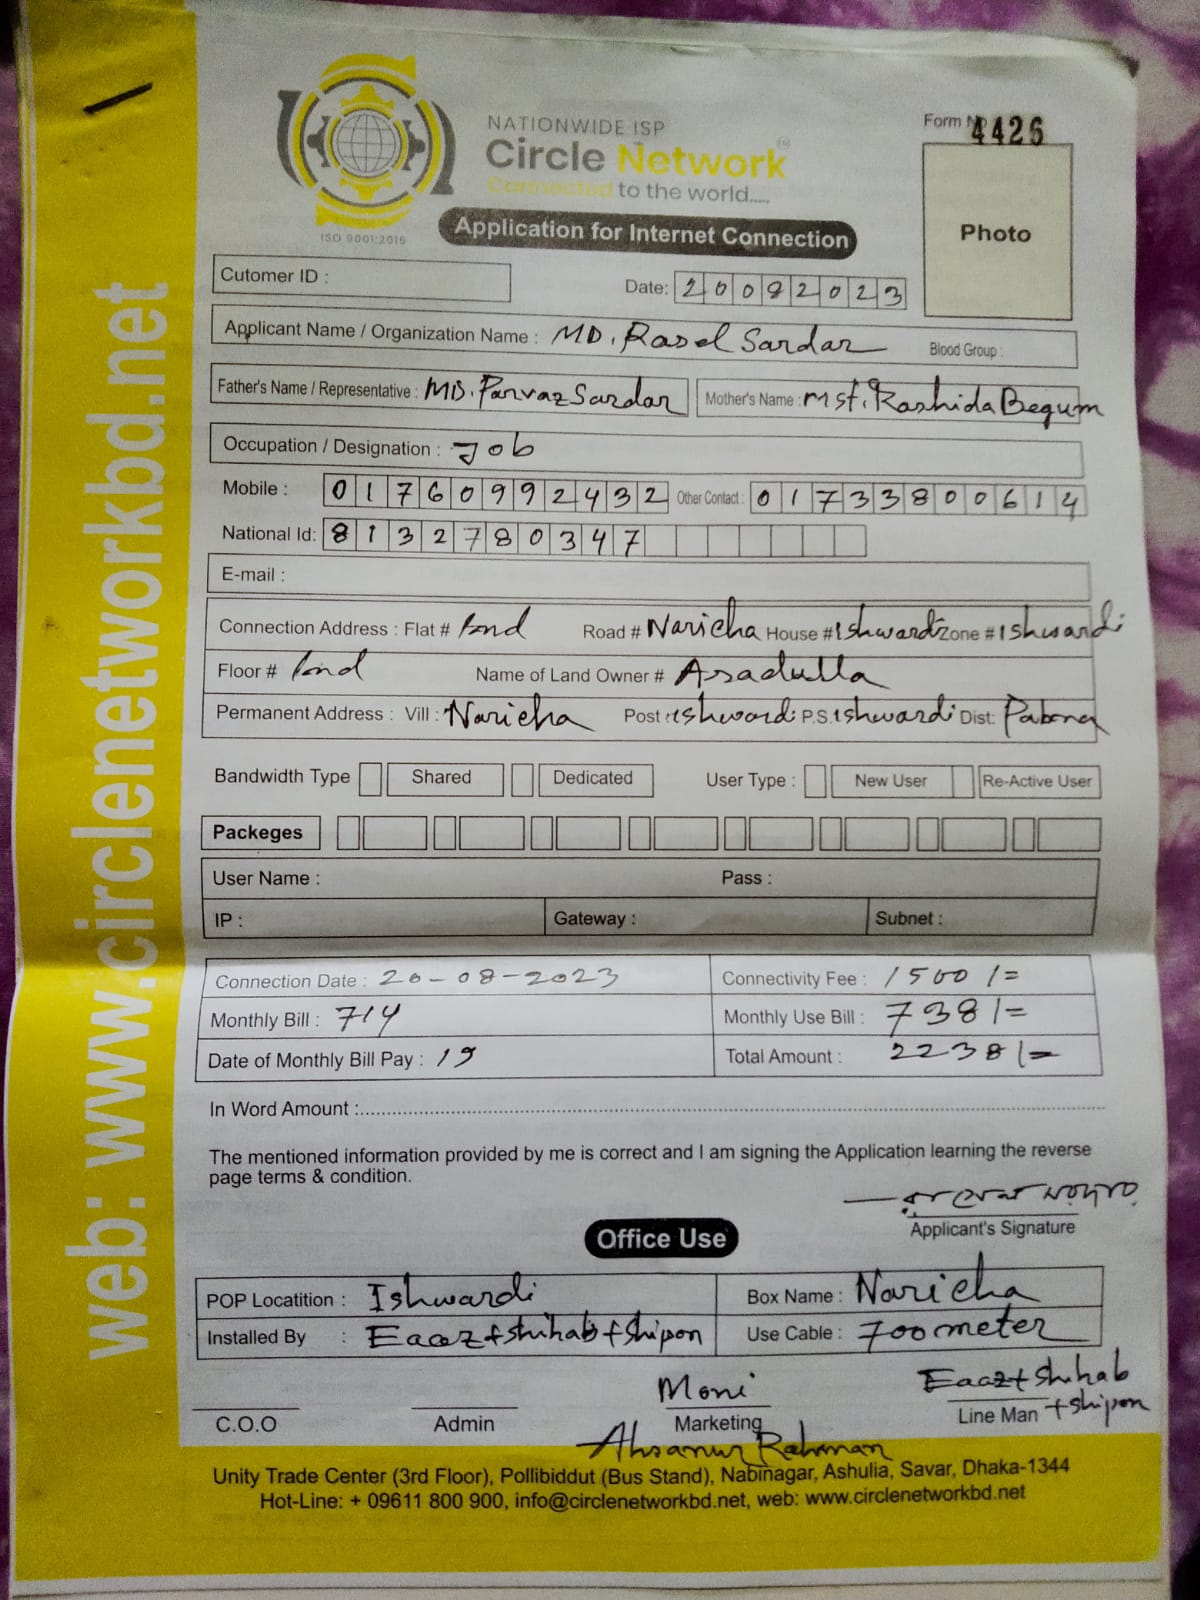 NATIONWIDE ISP
Circle Network
Connected to the world.....
ISO 9001:2015
Form No 4426
Photo
Application for Internet Connection
Cutomer ID :
Date: 20082023
Applicant Name / Organization Name : MD. Rasel Sardar Blood Group :
Father's Name / Representative : MD. Parvaz Sardar Mother's Name : Mst. Rashida Begum
Occupation / Designation : Job
Mobile : 01760992432 Other Contact : 01733800614
National Id: 8132780347
E-mail :
Connection Address : Flat # Road # Naricha House # Ishwardi Zone # Ishwardi
Floor # Name of Land Owner # Asadulla
Permanent Address : Vill : Naricha Post : Ishwardi P.S. Ishwardi Dist: Pabna
Bandwidth Type Shared Dedicated User Type : New User Re-Active User
Packeges
User Name : Pass :
IP : Gateway : Subnet :
Connection Date : 20-08-2023 Connectivity Fee : 1500/=
Monthly Bill : 714 Monthly Use Bill : 738/=
Date of Monthly Bill Pay : 19 Total Amount : 2238/=
In Word Amount :
The mentioned information provided by me is correct and I am signing the Application learning the reverse
page terms & condition.
Applicant's Signature
Office Use
POP Locatition : Ishwardi Box Name : Naricha
Installed By : Eaaz+Shihab+Shipon Use Cable : 700 meter
Moni Eaaz+Shihab
+Shipon
C.O.O Admin Marketing Line Man
Ahsanur Rahman
Unity Trade Center (3rd Floor), Pollibiddut (Bus Stand), Nabinagar, Ashulia, Savar, Dhaka-1344
Hot-Line: + 09611 800 900, info@circlenetworkbd.net, web: www.circlenetworkbd.net
web: www.circlenetworkbd.net